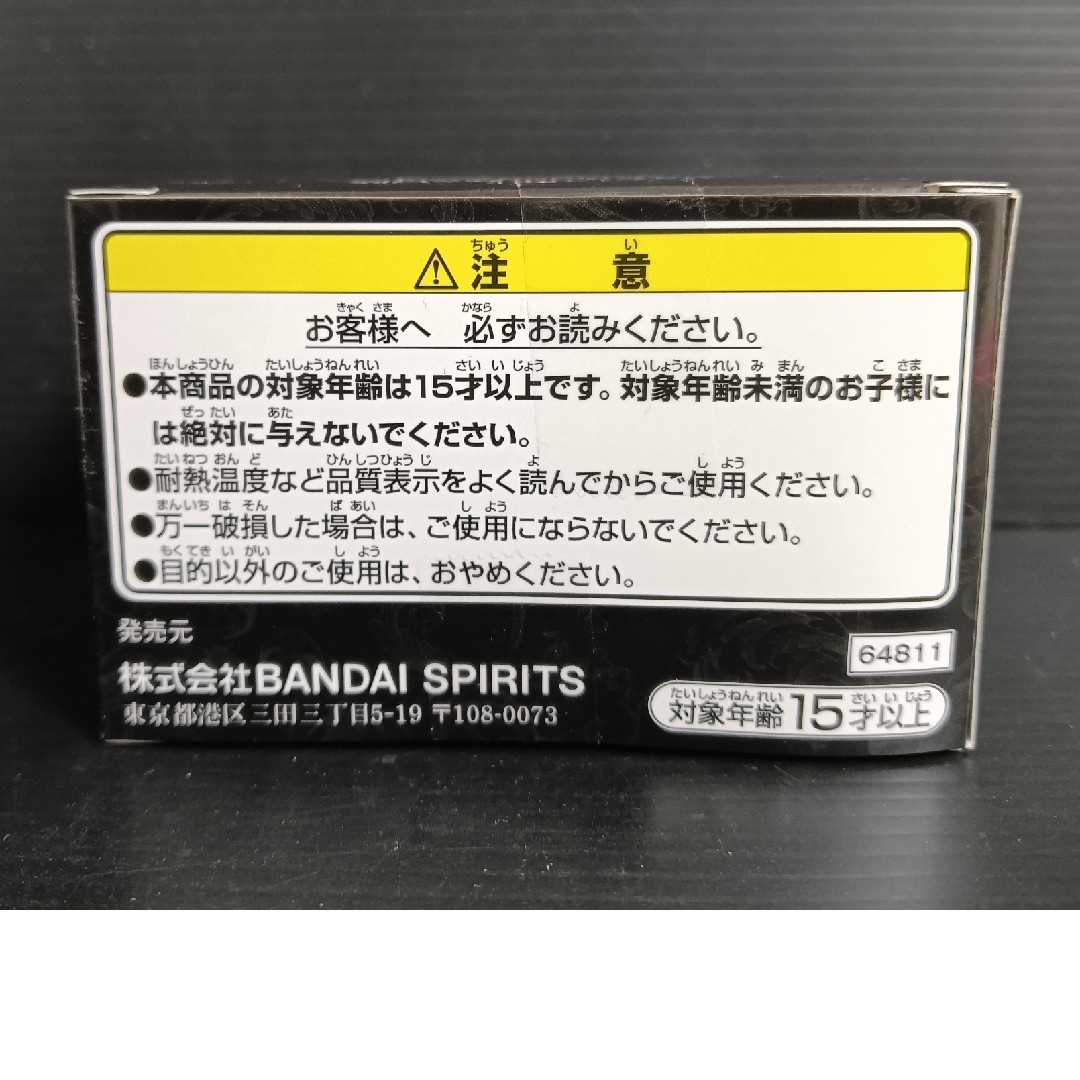 ⚠注意
お客様へ 必ずお読みください。
●本商品の対象年齢は15才以上です。対象年齢未満のお子様に
は絶対に与えないでください。
●耐熱温度など品質表示をよく読んでからご使用ください。
●万一破損した場合は、ご使用にならないでください。
●目的以外のご使用は、おやめください。
発売元
株式会社BANDAI SPIRITS
東京都港区三田三丁目5-19 〒108-0073
64811
対象年齢15才以上